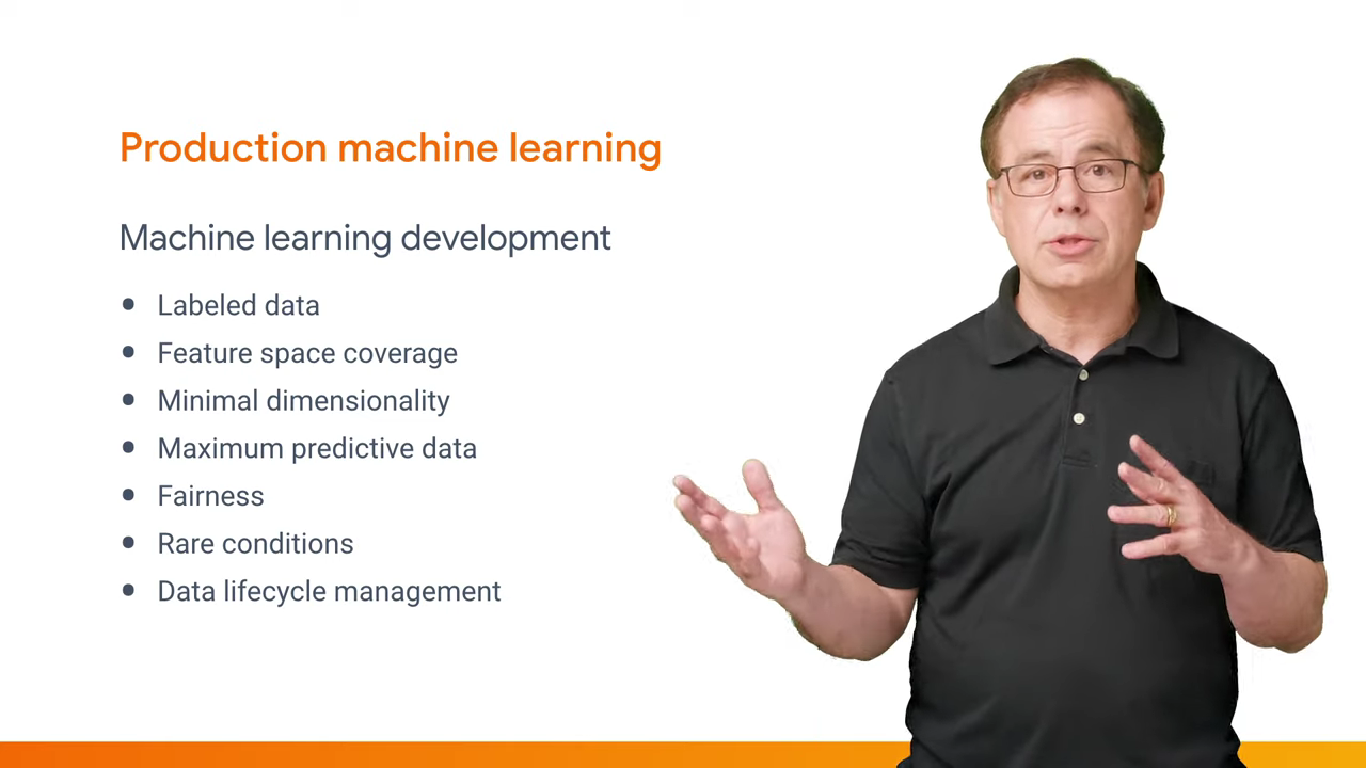 Production machine learning
Machine learning development
• Labeled data
• Feature space coverage
• Minimal dimensionality
• Maximum predictive data
• Fairness
• Rare conditions
• Data lifecycle management